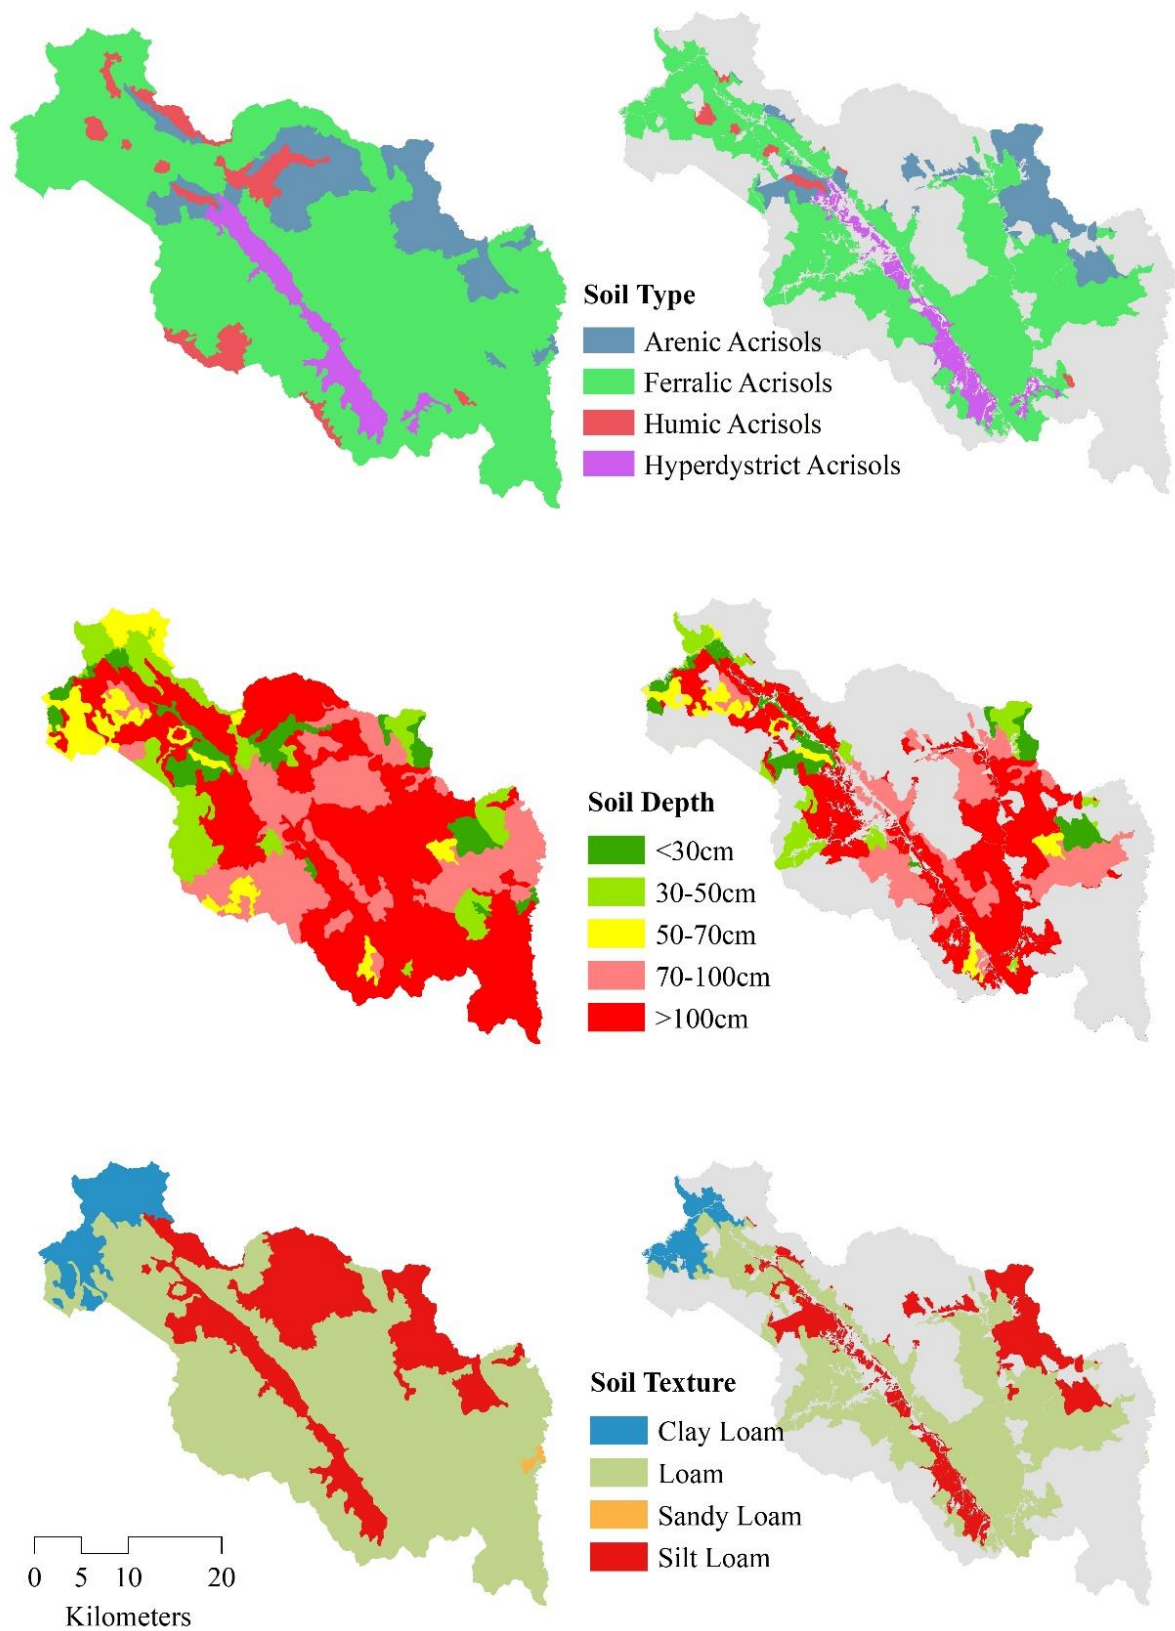 Soil Type
Arenic Acrisols
Ferralic Acrisols
Humic Acrisols
Hyperdystrict Acrisols
Soil Depth
<30cm
30-50cm
50-70cm
70-100cm
>100cm
Soil Texture
Clay Loam
Loam
Sandy Loam
Silt Loam
0 5 10 20
Kilometers